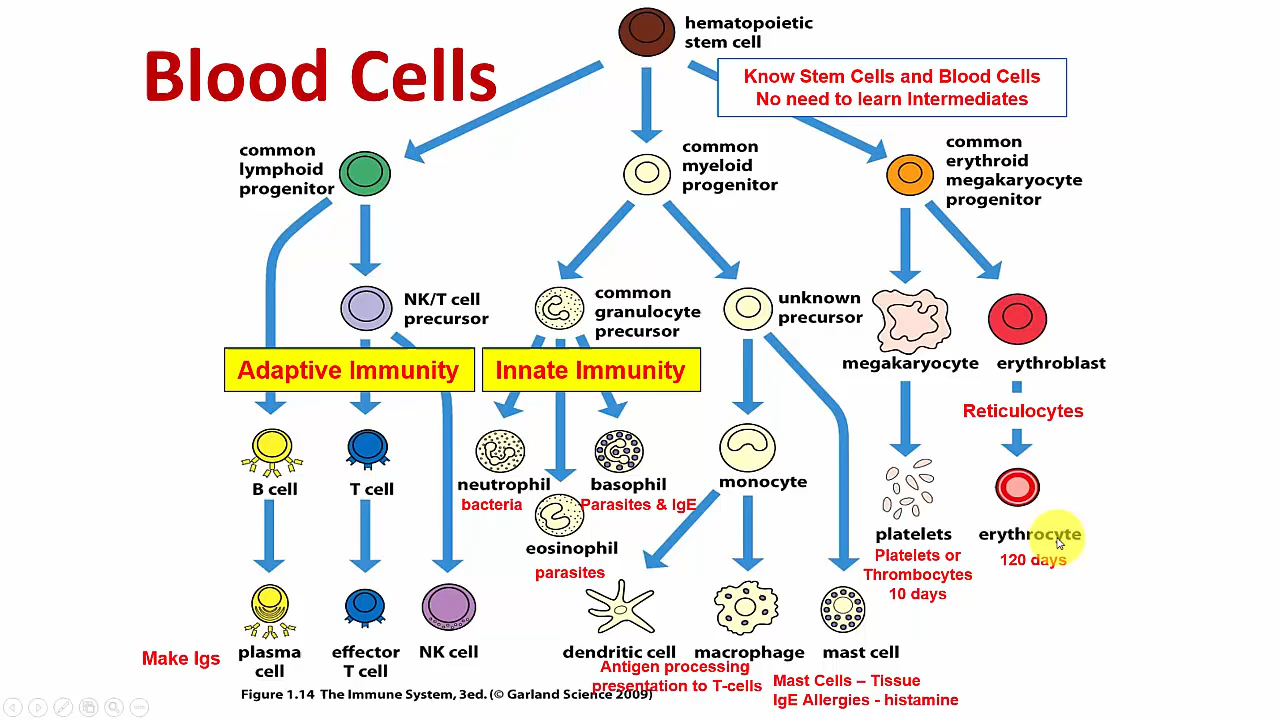 hematopoietic
stem cell
Blood Cells
Know Stem Cells and Blood Cells
No need to learn Intermediates
common
lymphoid
progenitor
common
myeloid
progenitor
common
erythroid
megakaryocyte
progenitor
NK/T cell
precursor
common
granulocyte
precursor
unknown
precursor
megakaryocyte
erythroblast
Adaptive Immunity
Innate Immunity
Reticulocytes
B cell
T cell
neutrophil
bacteria
basophil
Parasites & IgE
monocyte
eosinophil
parasites
platelets
Platelets or
Thrombocytes
10 days
erythrocyte
120 days
Make Igs
plasma
cell
effector
T cell
NK cell
dendritic cell
macrophage
mast cell
Antigen processing
presentation to T-cells
Mast Cells – Tissue
IgE Allergies - histamine
Figure 1.14 The Immune System, 3ed. (© Garland Science 2009)